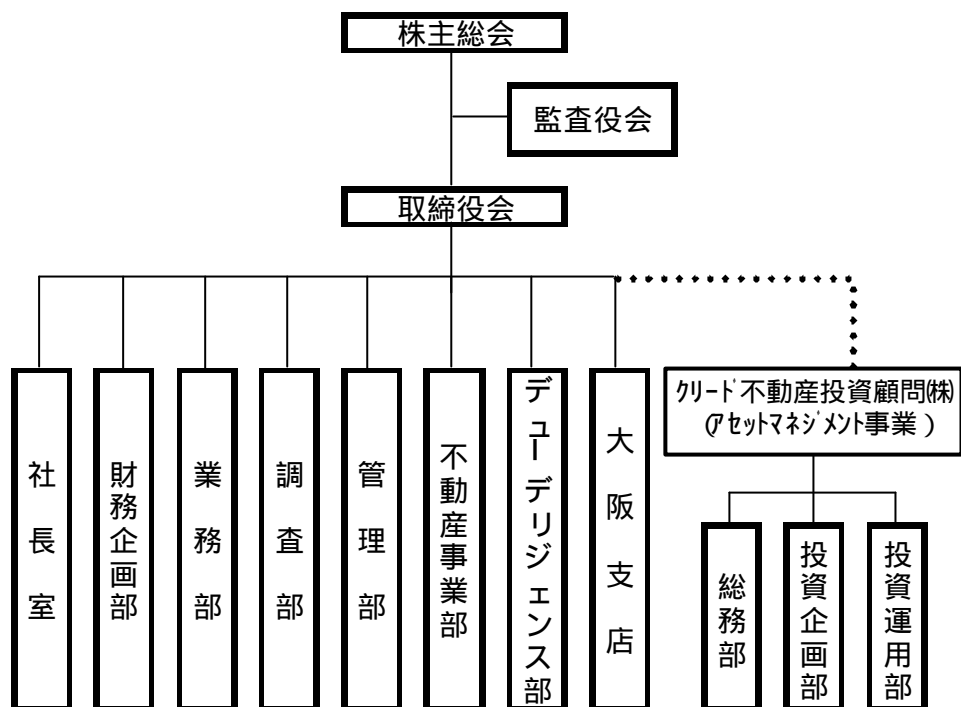 株主総会
監査役会
取締役会
社長室
財務企画部
業務部
調査部
管理部
不動産事業部
デューデリジェンス部
大阪支店
ｸﾘｰﾄﾞ不動産投資顧問㈱
(ｱｾｯﾄﾏﾈｼﾞﾒﾝﾄ事業）
総務部
投資企画部
投資運用部